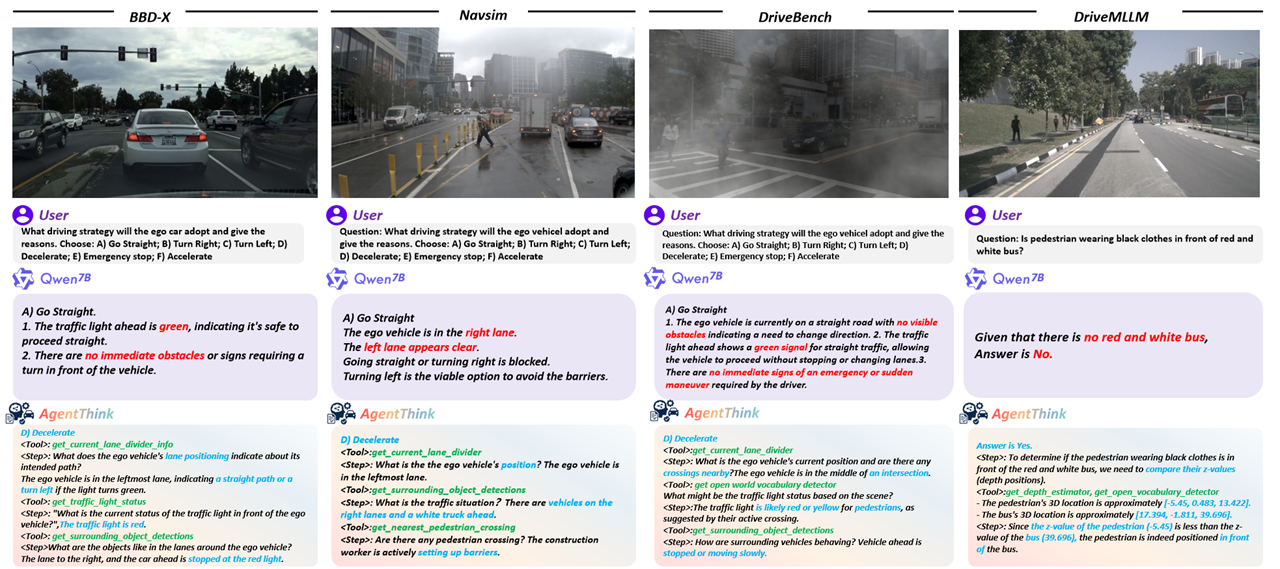 BBD-X
User
What driving strategy will the ego car adopt and give the
reasons. Choose: A) Go Straight; B) Turn Right; C) Turn Left; D)
Decelerate; E) Emergency stop; F) Accelerate
Qwen7B
A) Go Straight.
1. The traffic light ahead is green, indicating it's safe to
proceed straight.
2. There are no immediate obstacles or signs requiring a
turn in front of the vehicle.
AgentThink
D) Decelerate
<Tool>: get_current_lane_divider_info
<Step>: What does the ego vehicle's lane positioning indicate about its
intended path?
The ego vehicle is in the leftmost lane, indicating a straight path or a
turn left if the light turns green.
<Tool>: get_traffic_light_status
<Step>: "What is the current status of the traffic light in front of the ego
vehicle?",The traffic light is red.
<Tool>: get_surrounding_object_detections
<Step>What are the objects like in the lanes around the ego vehicle?
The lane to the right, and the car ahead is stopped at the red light.
Navsim
User
Question: What driving strategy will the ego vehicel adopt and
give the reasons. Choose: A) Go Straight; B) Turn Right; C) Turn Left;
D) Decelerate; E) Emergency stop; F) Accelerate
Qwen7B
A) Go Straight
The ego vehicle is in the right lane.
The left lane appears clear.
Going straight or turning right is blocked.
Turning left is the viable option to avoid the barriers.
AgentThink
D) Decelerate
<Tool>:get_current_lane_divider
<Step>: What is the the ego vehicle's position? The ego vehicle is
in the leftmost lane.
<Tool>:get_surrounding_object_detections
<Step>: What is the traffic situation? There are vehicles on the
right lanes and a white truck ahead.
<Tool>:get_nearest_pedestrian_crossing
<Step>: Are there any pedestrian crossing? The construction
worker is actively setting up barriers.
DriveBench
User
Question: What driving strategy will the ego vehicel adopt and give the
reasons. Choose: A) Go Straight; B) Turn Right; C) Turn Left; D)
Decelerate; E) Emergency stop; F) Accelerate
Qwen7B
A) Go Straight
1. The ego vehicle is currently on a straight road with no visible
obstacles indicating a need to change direction. 2. The traffic
light ahead shows a green signal for straight traffic, allowing
the vehicle to proceed without stopping or changing lanes.3.
There are no immediate signs of an emergency or sudden
maneuver required by the driver.
AgentThink
D) Decelerate
<Tool>:get_current_lane_divider
<Step>: What is the ego vehicle's current position and are there any
crossings nearby?The ego vehicle is in the middle of an intersection.
<Tool>: get open world vocabulary detector
What might be the traffic light status based on the scene?
<Step>:The traffic light is likely red or yellow for pedestrians, as
suggested by their active crossing.
<Tool>:get_surrounding_object_detections
<Step>: How are surrounding vehicles behaving? Vehicle ahead is
stopped or moving slowly.
DriveMLLM
User
Question: Is pedestrian wearing black clothes in front of red and
white bus?
Qwen7B
Given that there is no red and white bus,
Answer is No.
AgentThink
Answer is Yes.
<Step>: To determine if the pedestrian wearing black clothes is in
front of the red and white bus, we need to compare their z-values
(depth positions).
<Tool>:get_depth_estimator, get_open_vocabulary_detector
- The pedestrian's 3D location is approximately [-5.45, 0.483, 13.422].
- The bus's 3D location is approximately [17.394, -1.811, 39.696].
<Step>: Since the z-value of the pedestrian (-5.45) is less than the z-
value of the bus (39.696), the pedestrian is indeed positioned in front
of the bus.